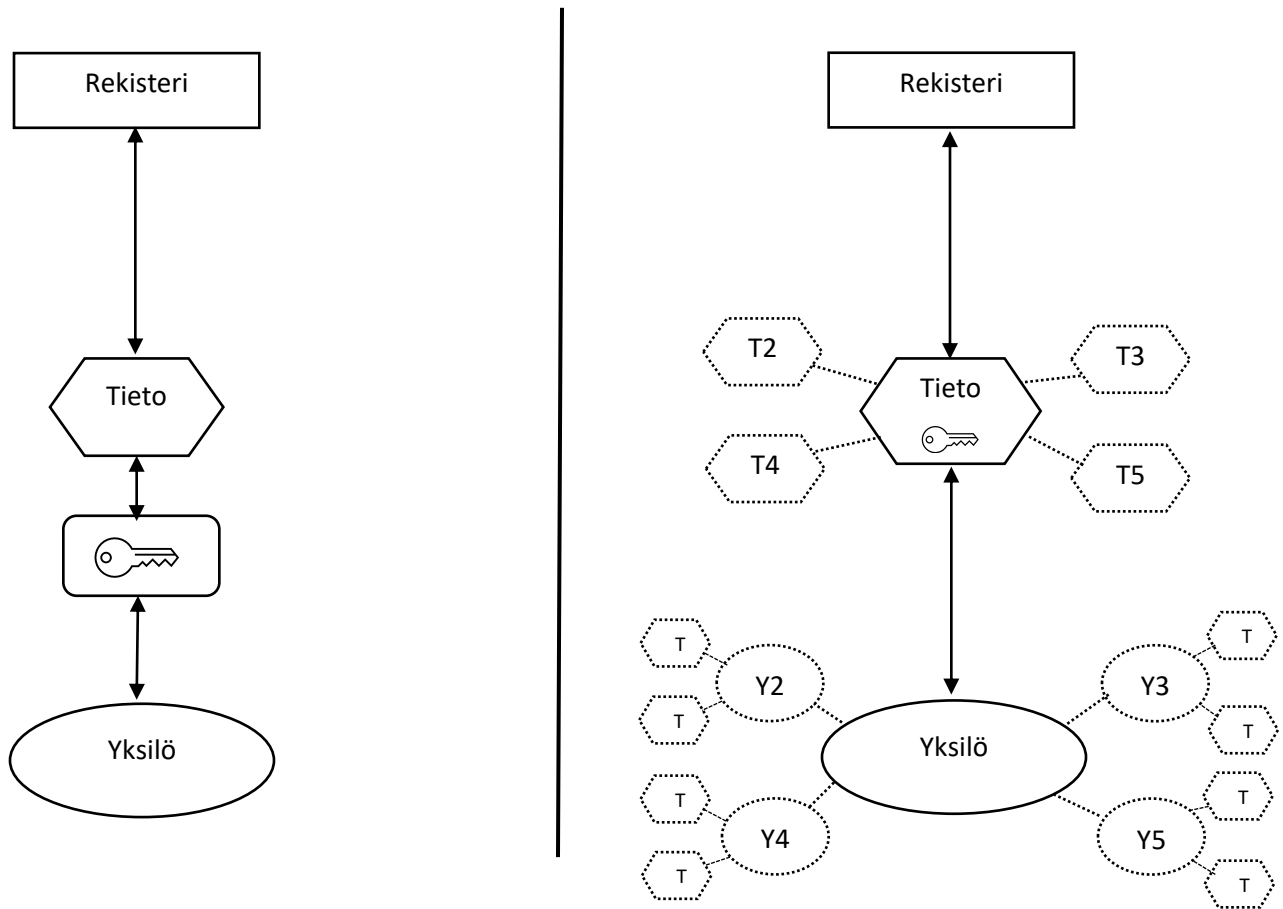 Rekisteri
Tieto
Yksilö
Rekisteri
T2
T3
Tieto
T4
T5
T
T
Y2
Y3
T
T
Yksilö
T
T
Y4
Y5
T
T